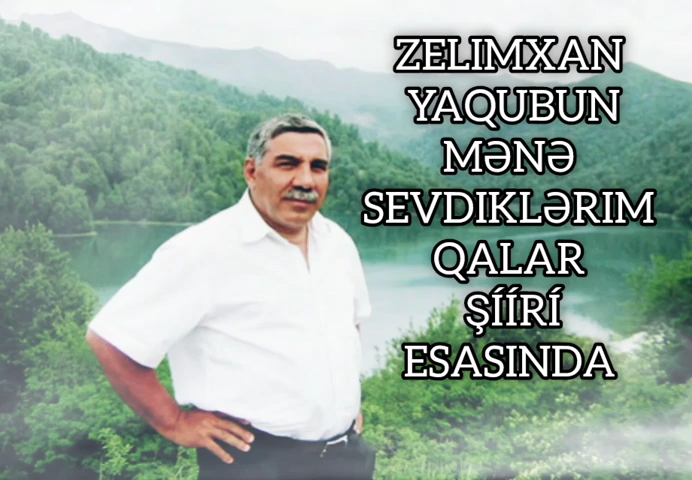 ZELIMXAN
YAQUBUN
MƏNƏ
SEVDIKLƏRIM
QALAR
ŞÍÍRÍ
ESASINDA